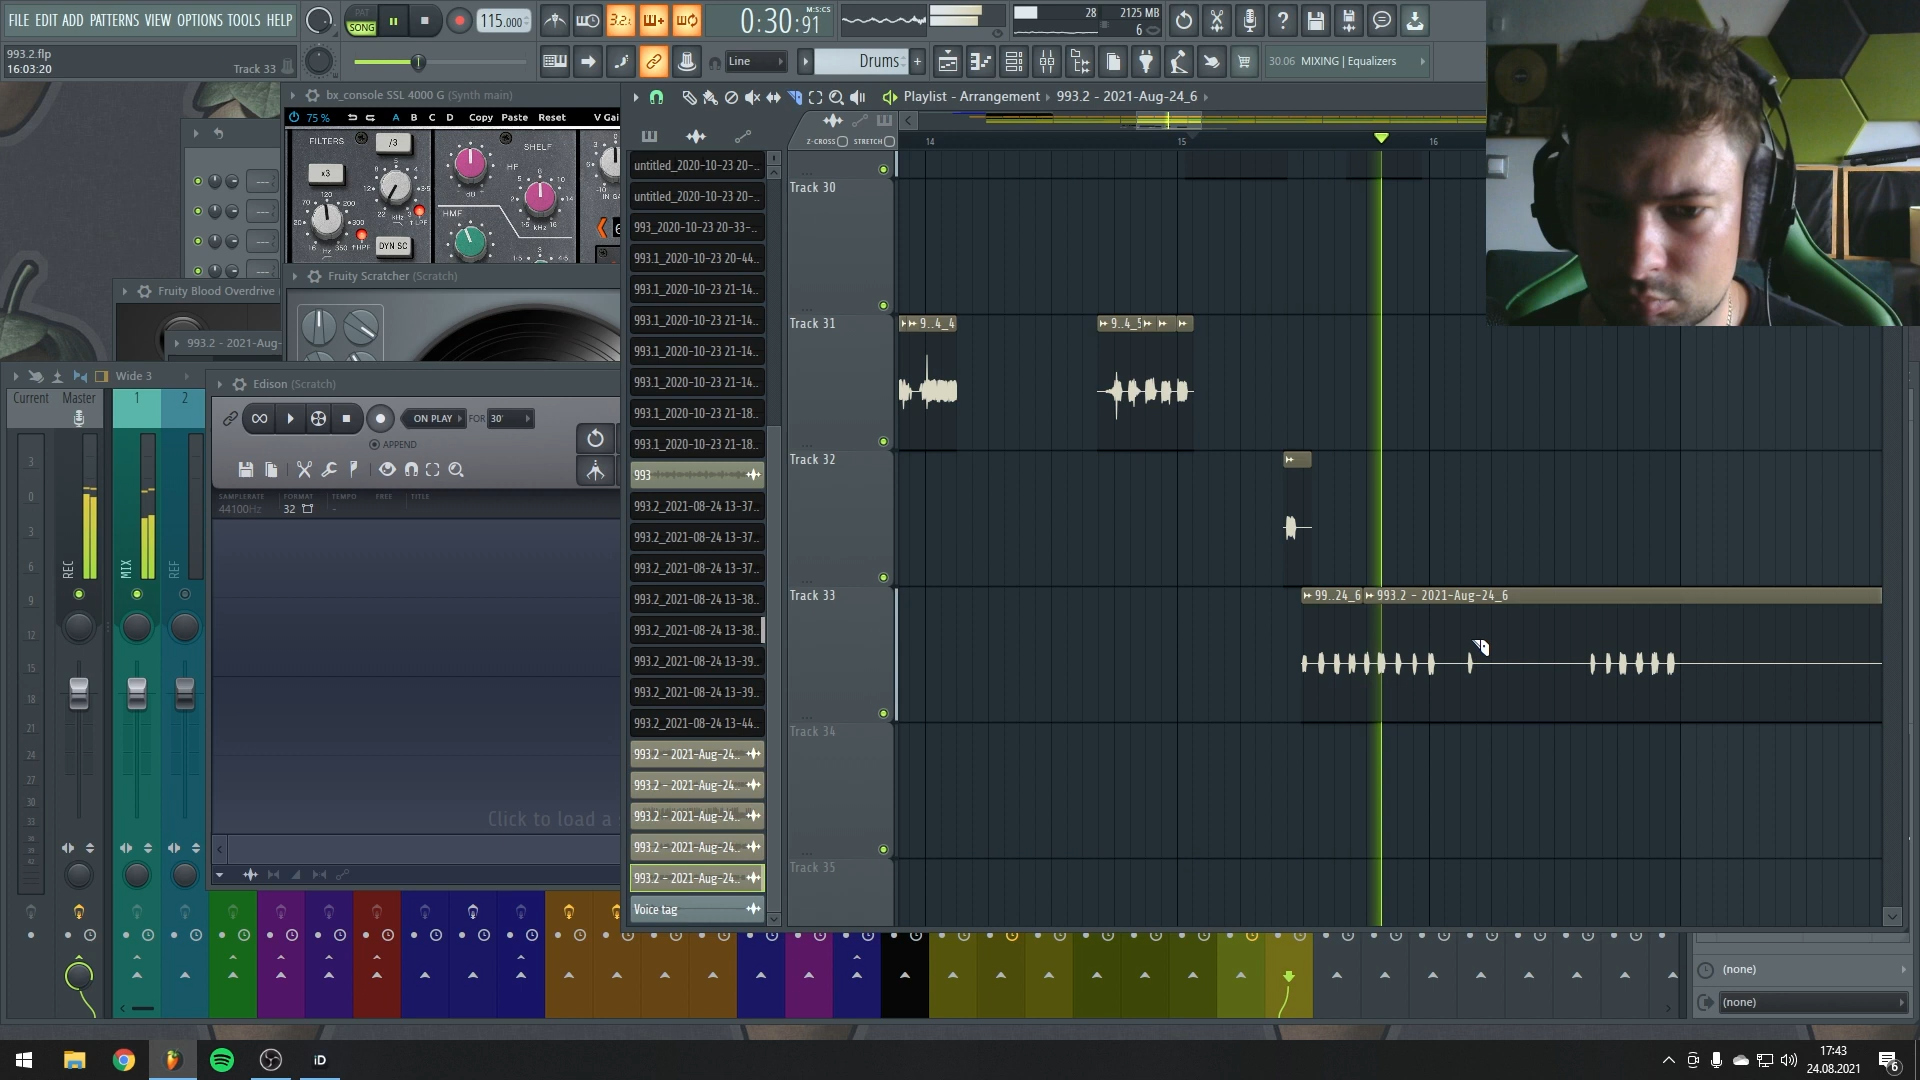 FILE EDIT ADD PATTERNS VIEW OPTIONS TOOLS HELP
PAT
SONG
115.000
3.2:
0:30:91
M:S:CS
28
2125 MB
6
993.2.flp
16:03:20
Track 33
Line
Drums
30.06 MIXING | Equalizers
bx_console SSL 4000 G (Synth main)
75 %
A B C D Copy Paste Reset
V Gai
FILTERS
/3
x3
SHELF
HF
HMF
DYN SC
Fruity Scratcher (Scratch)
Fruity Blood Overdrive
993.2 - 2021-Aug-
Wide 3
Current
Master
1
2
REC
MIX
REF
Edison (Scratch)
ON PLAY
FOR
30'
APPEND
SAMPLERATE
FORMAT
TEMPO
FREE
TITLE
44100Hz
32
Click to load a s
Playlist - Arrangement
993.2 - 2021-Aug-24_6
Z-CROSS
STRETCH
14
15
16
untitled_2020-10-23 20-..
untitled_2020-10-23 20-..
993_2020-10-23 20-33-..
993.1_2020-10-23 20-44..
993.1_2020-10-23 21-14..
993.1_2020-10-23 21-14..
993.1_2020-10-23 21-14..
993.1_2020-10-23 21-14..
993.1_2020-10-23 21-18..
993.1_2020-10-23 21-18..
993
993.2_2021-08-24 13-37..
993.2_2021-08-24 13-37..
993.2_2021-08-24 13-37..
993.2_2021-08-24 13-38..
993.2_2021-08-24 13-38..
993.2_2021-08-24 13-39..
993.2_2021-08-24 13-39..
993.2_2021-08-24 13-44..
993.2 - 2021-Aug-24..
993.2 - 2021-Aug-24..
993.2 - 2021-Aug-24..
993.2 - 2021-Aug-24..
993.2 - 2021-Aug-24..
Voice tag
Track 30
Track 31
9..4_4
9..4_5
Track 32
Track 33
99..24_6
993.2 - 2021-Aug-24_6
Track 34
Track 35
(none)
(none)
iD
17:43
24.08.2021
6